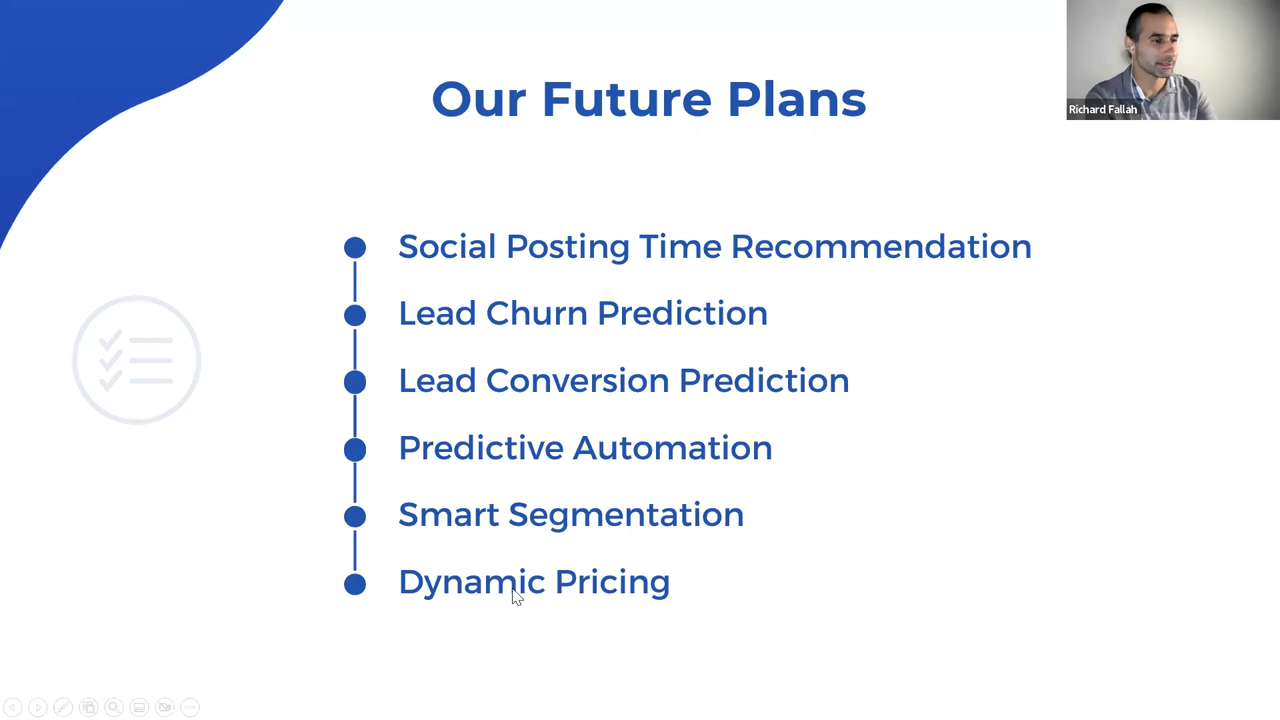 Our Future Plans
Richard Fallah
Social Posting Time Recommendation
Lead Churn Prediction
Lead Conversion Prediction
Predictive Automation
Smart Segmentation
Dynamic Pricing